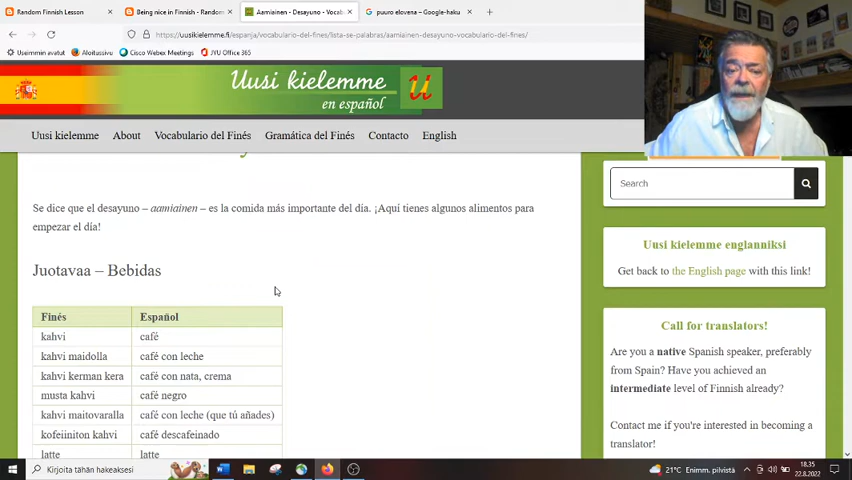 Random Finnish Lesson
Being nice in Finnish - Random
Aamiainen - Desayuno - Vocab
puuro elovena – Google-haku
https://uusikielemme.fi/espanja/vocabulario-del-fines/lista-se-palabras/aamiainen-desayuno-vocabulario-del-fines/
Useimmin avatut
Aloitussivu
Cisco Webex Meetings
JYU Office 365
Uusi kielemme
en español
u
Uusi kielemme
About
Vocabulario del Finés
Gramática del Finés
Contacto
English
Se dice que el desayuno – aamiainen – es la comida más importante del día. ¡Aquí tienes algunos alimentos para
empezar el día!
Juotavaa – Bebidas
Finés Español
kahvi café
kahvi maidolla café con leche
kahvi kerman kera café con nata, crema
musta kahvi café negro
kahvi maitovaralla café con leche (que tú añades)
kofeiiniton kahvi café descafeinado
latte latte
Search
Uusi kielemme englanniksi
Get back to the English page with this link!
Call for translators!
Are you a native Spanish speaker, preferably
from Spain? Have you achieved an
intermediate level of Finnish already?
Contact me if you're interested in becoming a
translator!
Kirjoita tähän hakeaksesi
21°C Enimm. pilvistä
18.35
22.8.2022